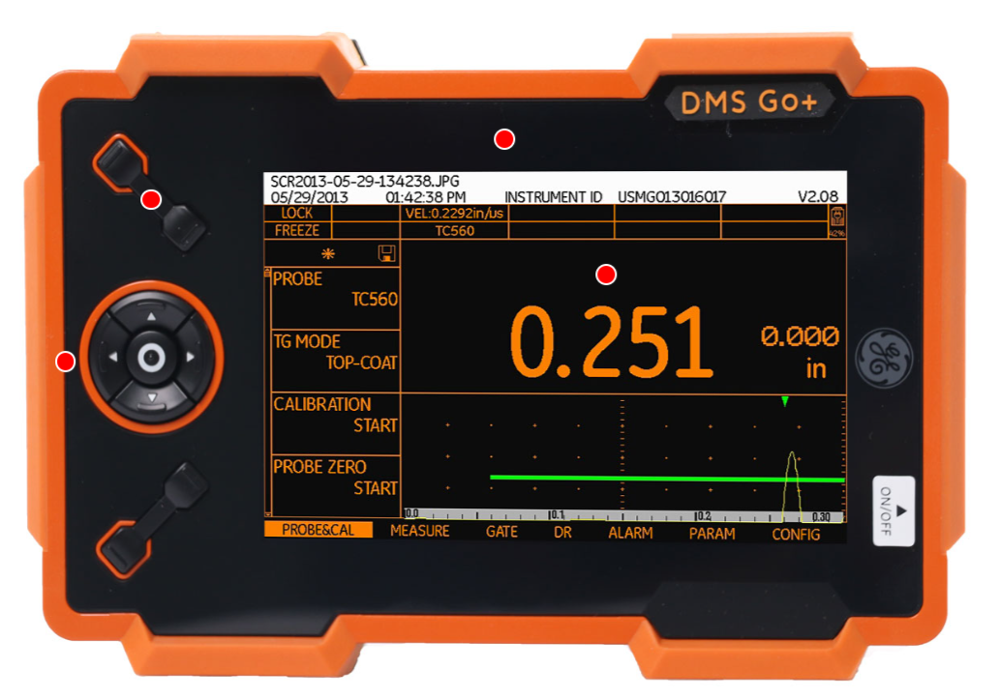 DMS Go+
SCR2013-05-29-134238.JPG
05/29/2013 01:42:38 PM INSTRUMENT ID USMGO13016017 V2.08
LOCK VEL:0.2292in/us
FREEZE TC560 42%
PROBE
TC560
TG MODE
TOP-COAT
CALIBRATION
START
PROBE ZERO
START
0.251
0.000
in
0.0 0.1 0.2 0.30
PROBE&CAL MEASURE GATE DR ALARM PARAM CONFIG
ON/OFF